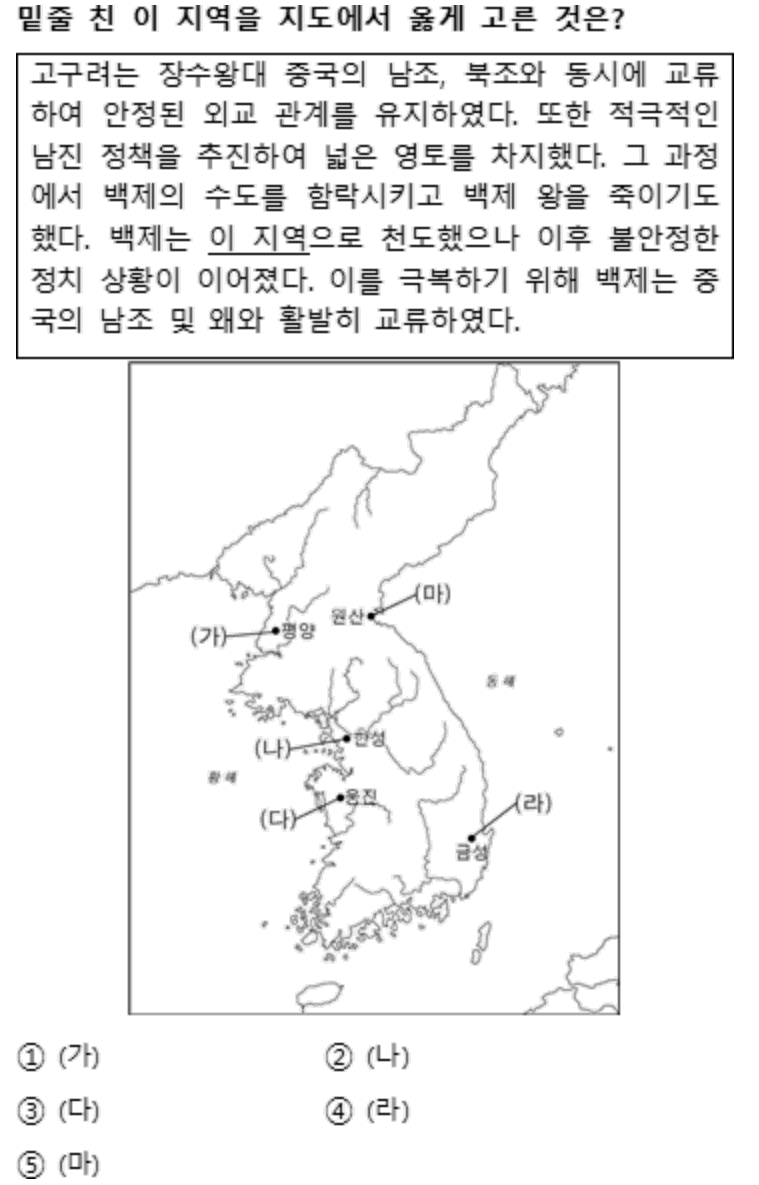 밑줄 친 이 지역을 지도에서 옳게 고른 것은?
고구려는 장수왕대 중국의 남조, 북조와 동시에 교류
하여 안정된 외교 관계를 유지하였다. 또한 적극적인
남진 정책을 추진하여 넓은 영토를 차지했다. 그 과정
에서 백제의 수도를 함락시키고 백제 왕을 죽이기도
했다. 백제는 이 지역으로 천도했으나 이후 불안정한
정치 상황이 이어졌다. 이를 극복하기 위해 백제는 중
국의 남조 및 왜와 활발히 교류하였다.
(마)
원산
(가) 평양
동해
(나) 한성
황해
웅진
(다)
(라)
금성
① (가) ② (나)
③ (다) ④ (라)
⑤ (마)